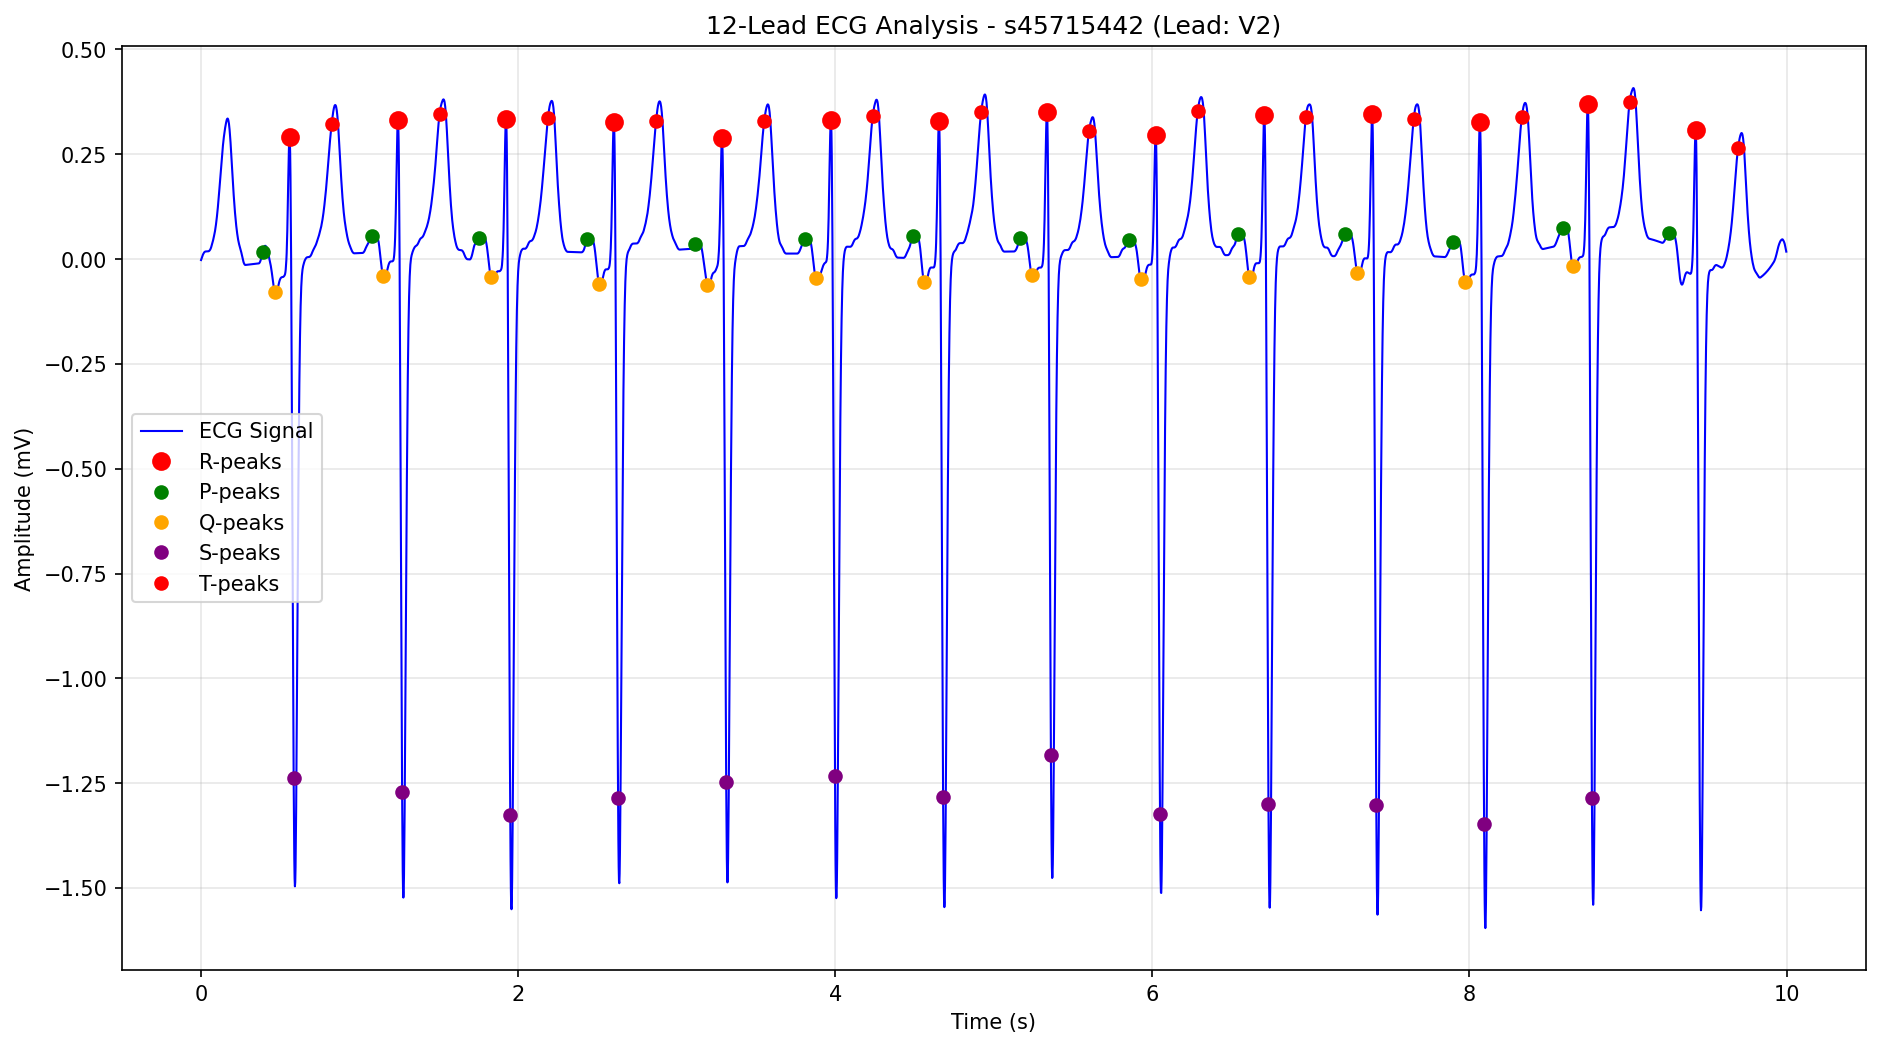 12-Lead ECG Analysis - s45715442 (Lead: V2)
0.50
0.25
0.00
−0.25
−0.50
−0.75
−1.00
−1.25
−1.50
Amplitude (mV)
ECG Signal
R-peaks
P-peaks
Q-peaks
S-peaks
T-peaks
0 2 4 6 8 10
Time (s)